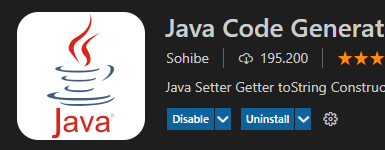 Java Code Generat
Sohibe 195.200
Java Setter Getter toString Construc
Disable Uninstall
Java